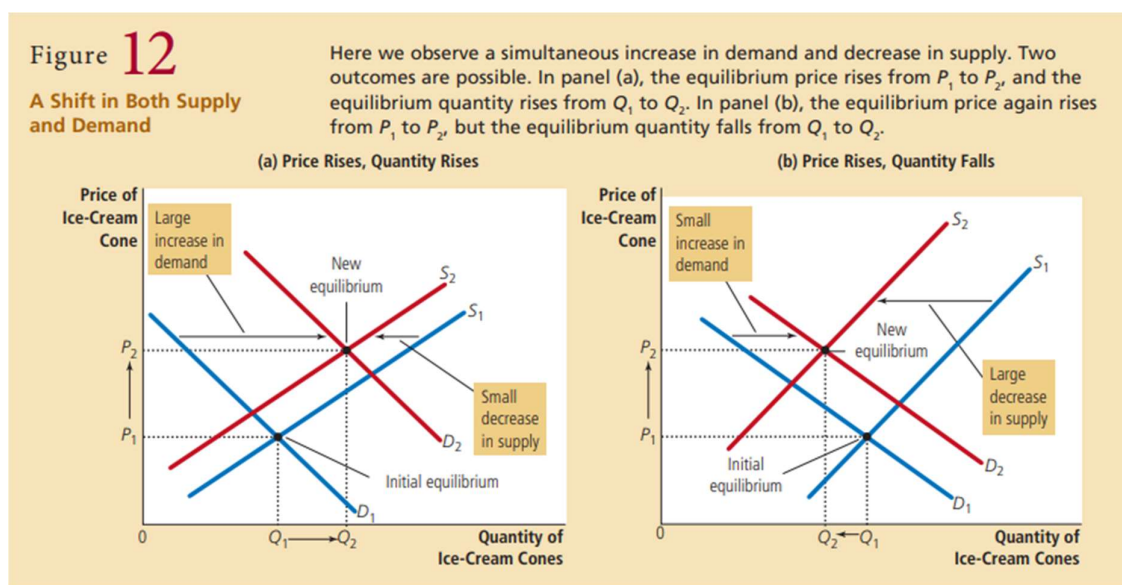 Figure 12
A Shift in Both Supply
and Demand
Here we observe a simultaneous increase in demand and decrease in supply. Two
outcomes are possible. In panel (a), the equilibrium price rises from P1 to P2, and the
equilibrium quantity rises from Q1 to Q2. In panel (b), the equilibrium price again rises
from P1 to P2, but the equilibrium quantity falls from Q1 to Q2.
(a) Price Rises, Quantity Rises
Price of
Ice-Cream
Cone
Large
increase in
demand
New
equilibrium
S2
S1
P2
Small
decrease
in supply
P1
D2
Initial equilibrium
D1
0
Q1
Q2
Quantity of
Ice-Cream Cones
(b) Price Rises, Quantity Falls
Price of
Ice-Cream
Cone
Small
increase in
demand
S2
S1
New
equilibrium
P2
Large
decrease
in supply
P1
Initial
equilibrium
D2
D1
0
Q2
Q1
Quantity of
Ice-Cream Cones